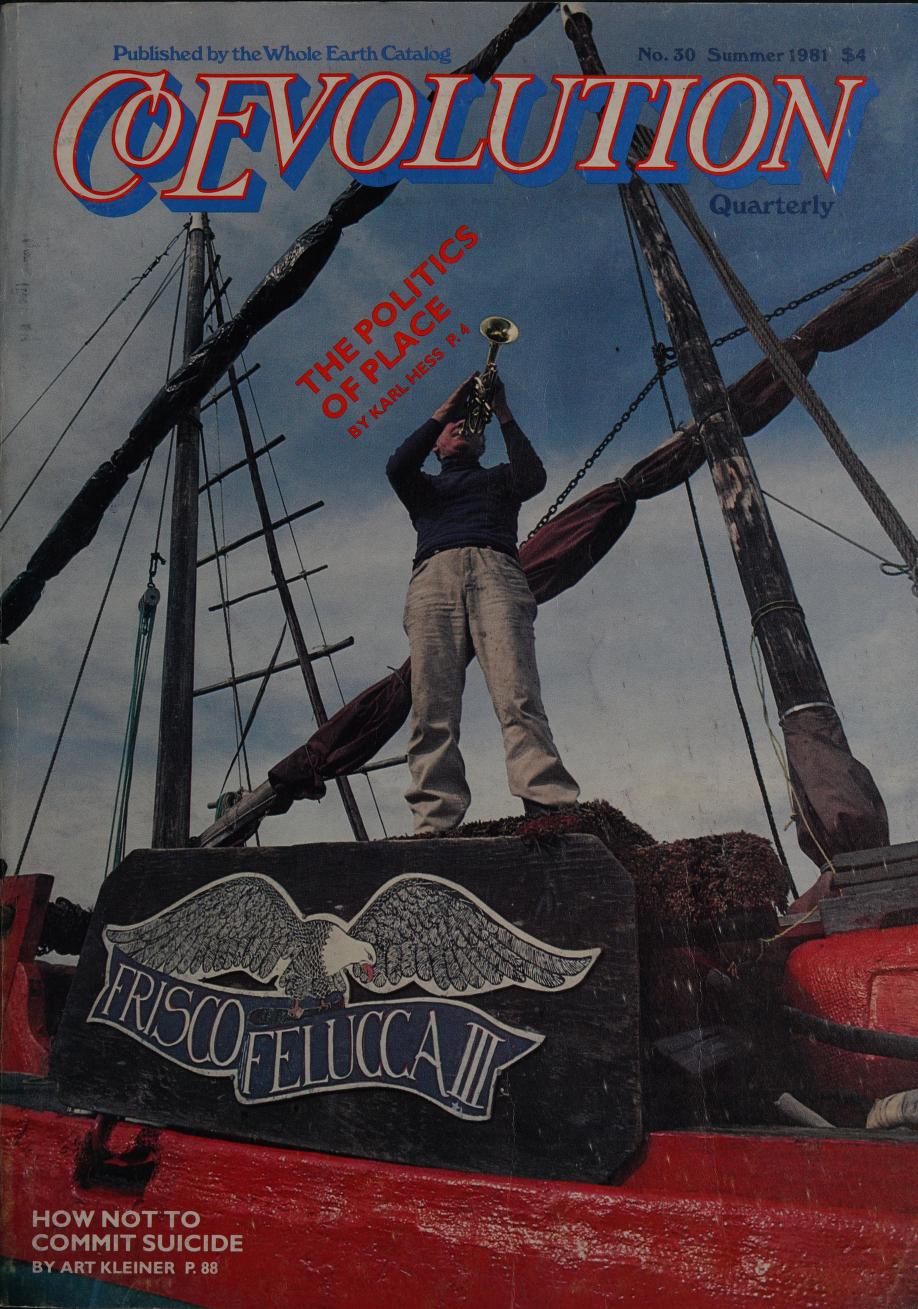 Published by the Whole Earth Catalog
No. 30 Summer 1981 $4
CoEVOLUTION
Quarterly
THE POLITICS
OF PLACE
BY KARL HESS P. 4
FRISCO
FELUCCA III
HOW NOT TO
COMMIT SUICIDE
BY ART KLEINER P. 88